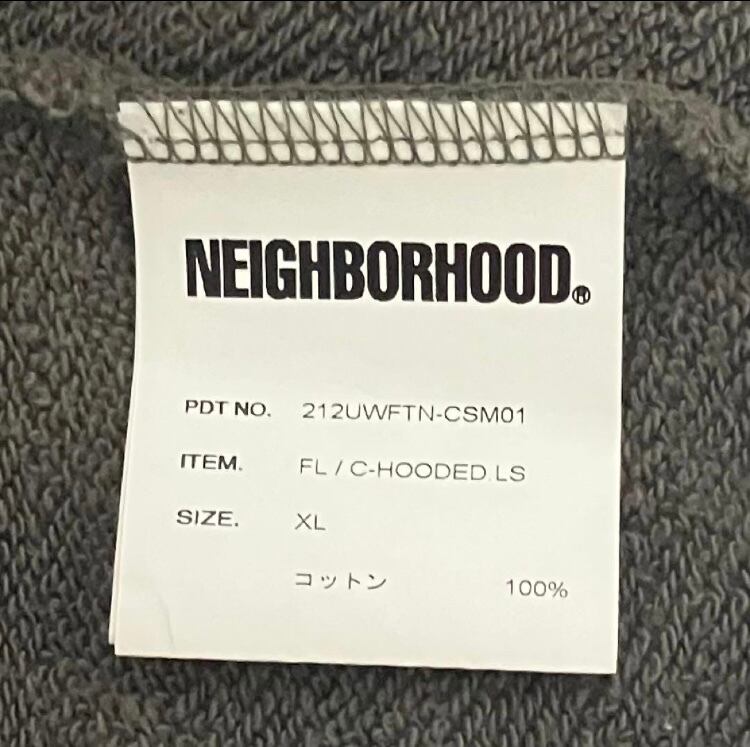 NEIGHBORHOOD®
PDT NO. 212UWFTN-CSM01
ITEM. FL / C-HOODED.LS
SIZE. XL
コットン 100%